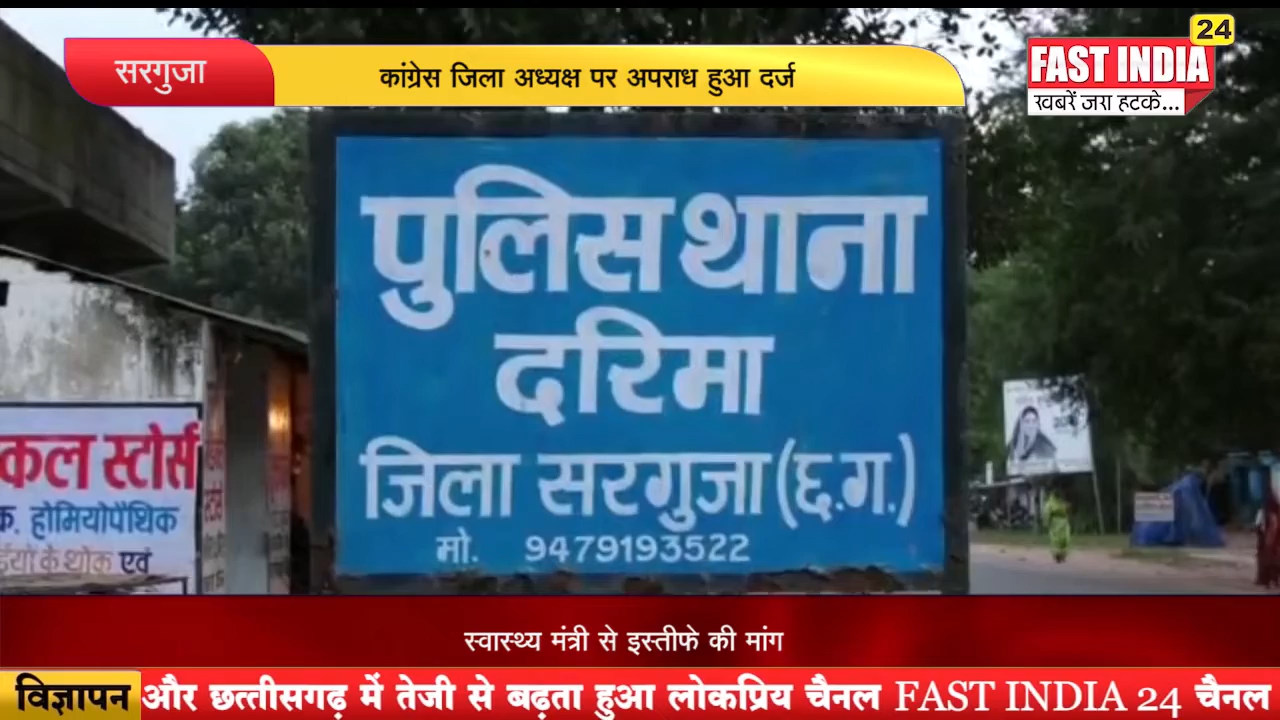 24
सरगुजा
कांग्रेस जिला अध्यक्ष पर अपराध हुआ दर्ज
FAST INDIA
खबरें जरा हटके...
पुलिस थाना
दरिमा
जिला सरगुजा (छ.ग.)
मो. 9479193522
कल स्टोर्स
क. होमियोपैथिक
के थोक एवं
स्वास्थ्य मंत्री से इस्तीफे की मांग
विज्ञापन
और छत्तीसगढ़ में तेजी से बढ़ता हुआ लोकप्रिय चैनल FAST INDIA 24 चैनल